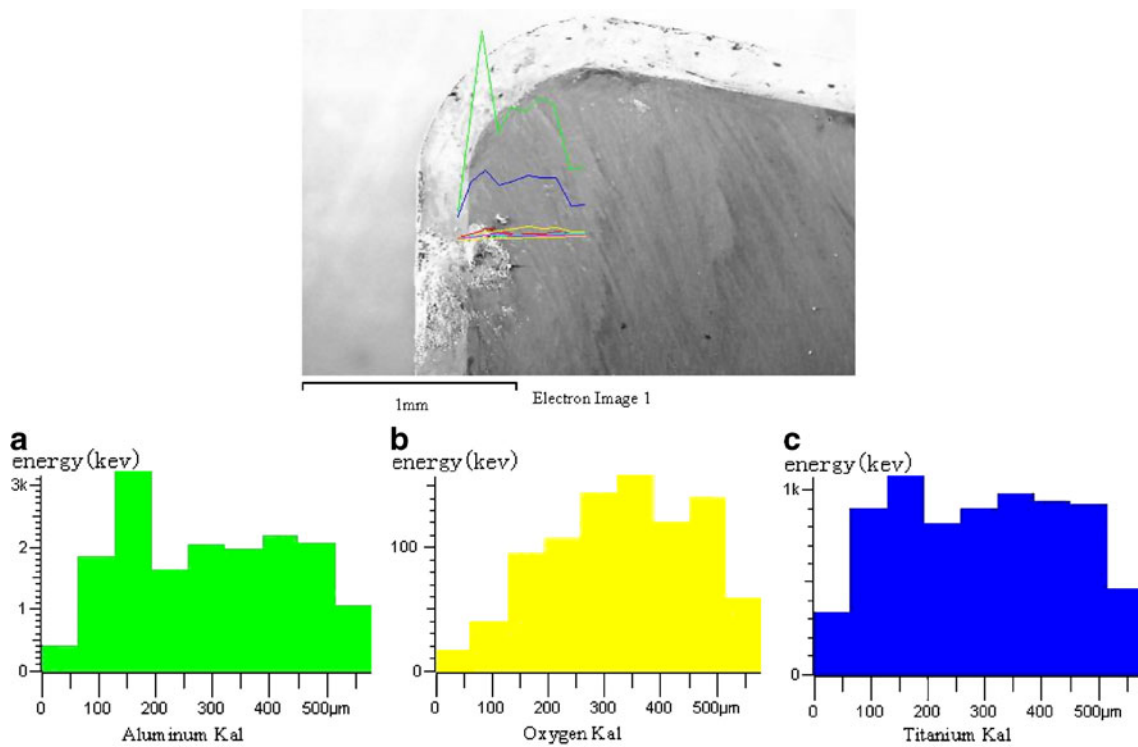 1mm
Electron Image 1
a
b
c
energy(kev)
energy(kev)
energy(kev)
3k
2
1
0
100
0
1k
0
0 100 200 300 400 500µm
0 100 200 300 400 500µm
0 100 200 300 400 500µm
Aluminum Kal
Oxygen Kal
Titanium Kal